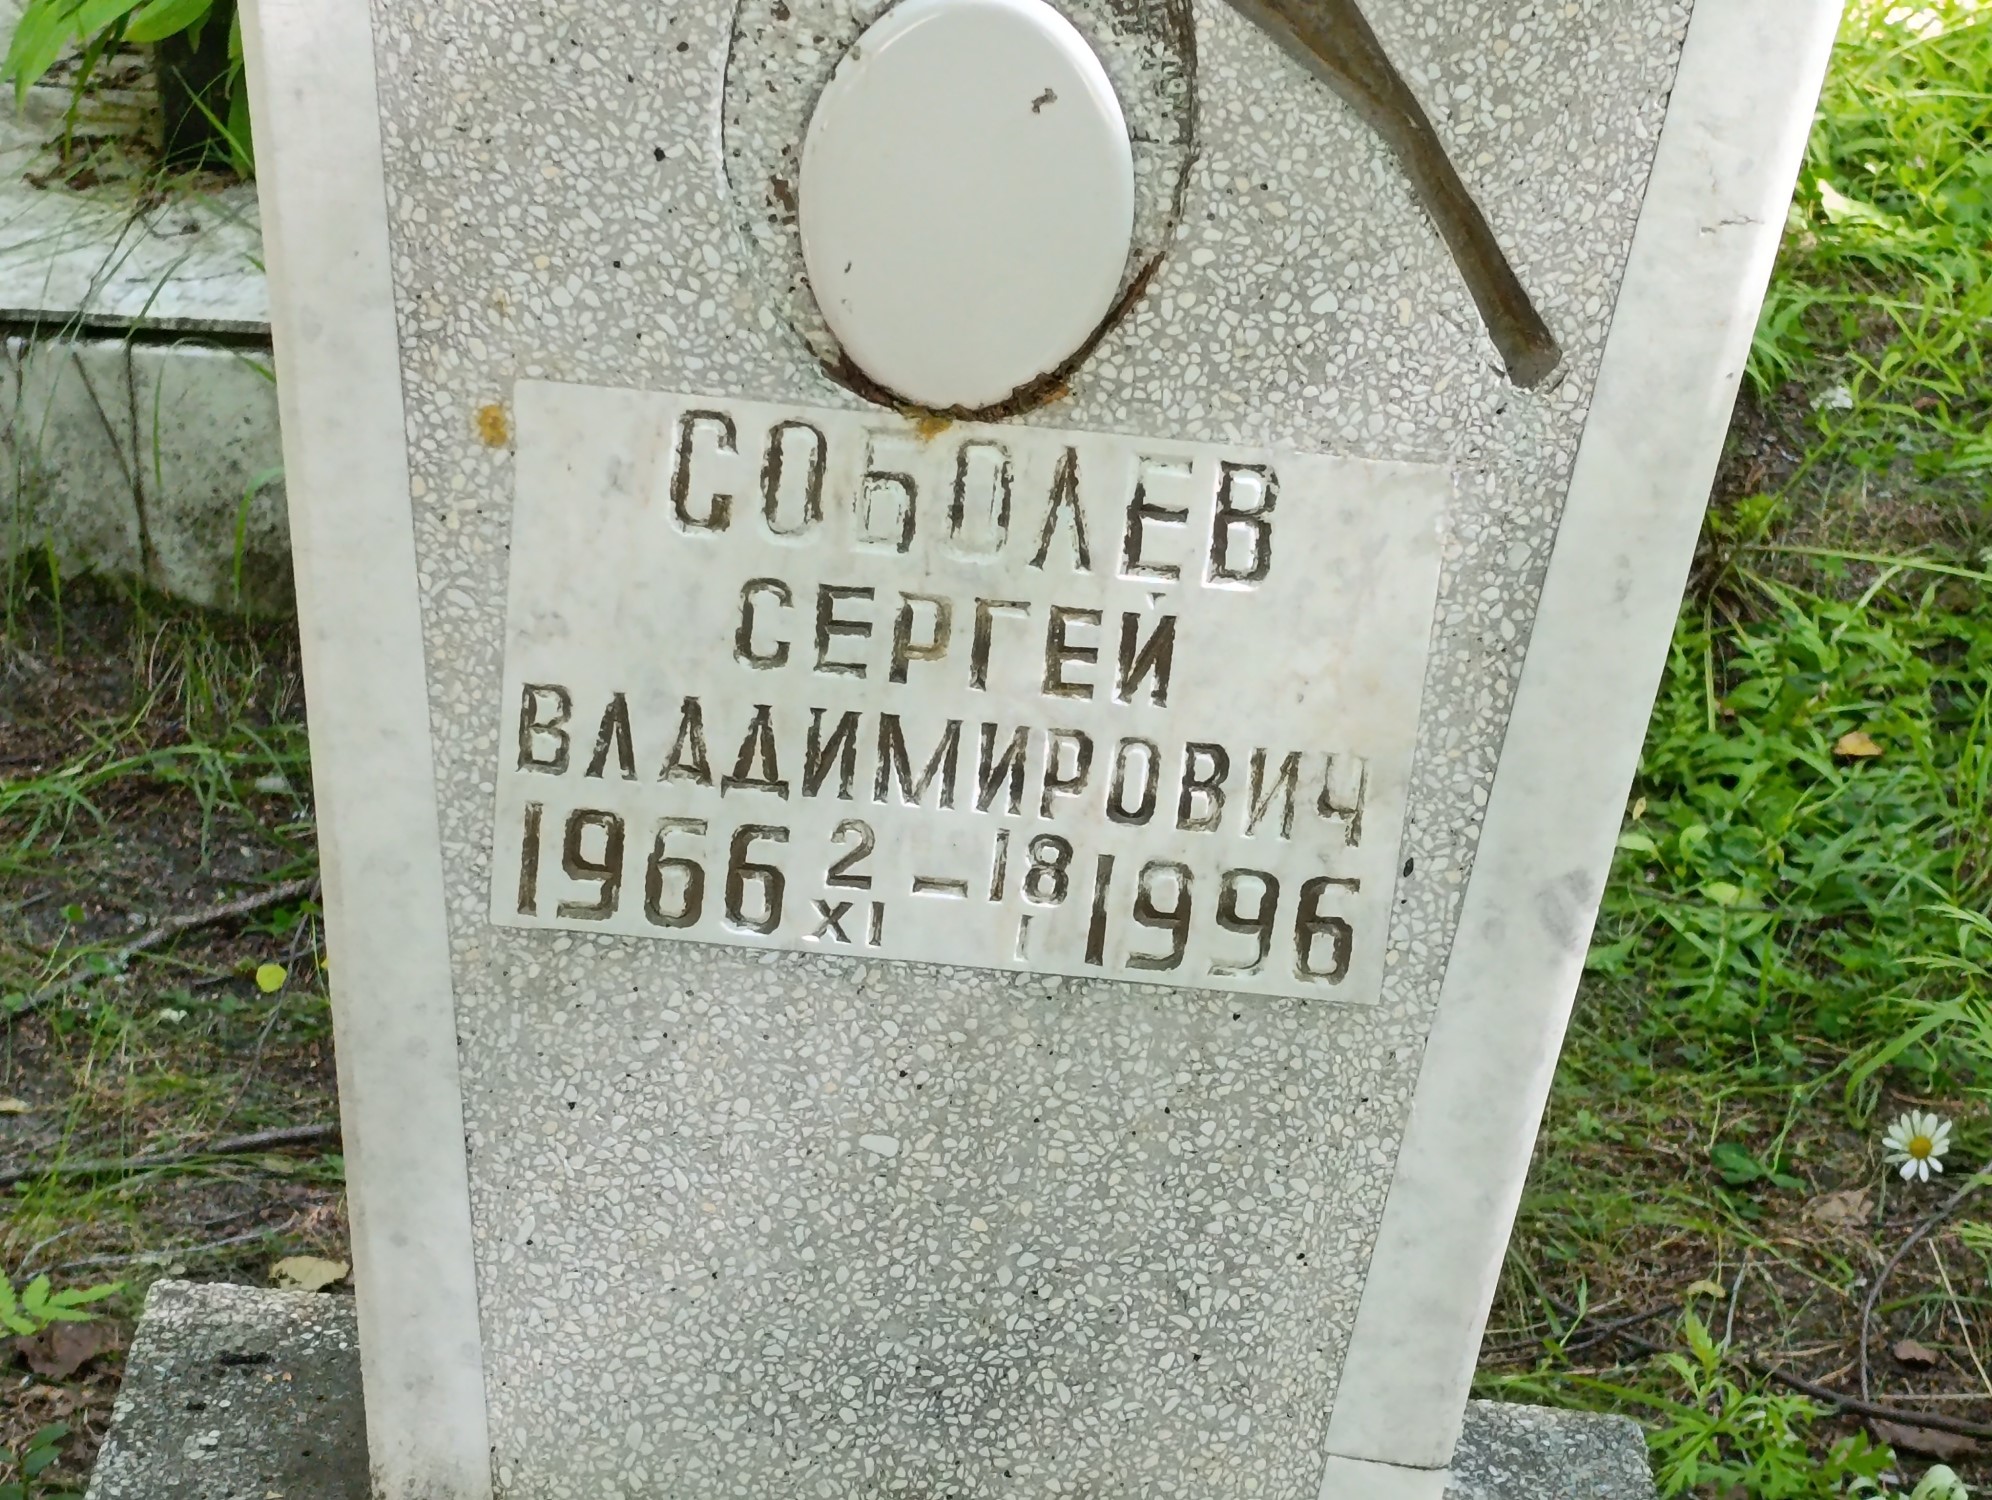 СОБОЛЕВ
СЕРГЕЙ
ВЛАДИМИРОВИЧ
1966 2/XI – 18/I 1996